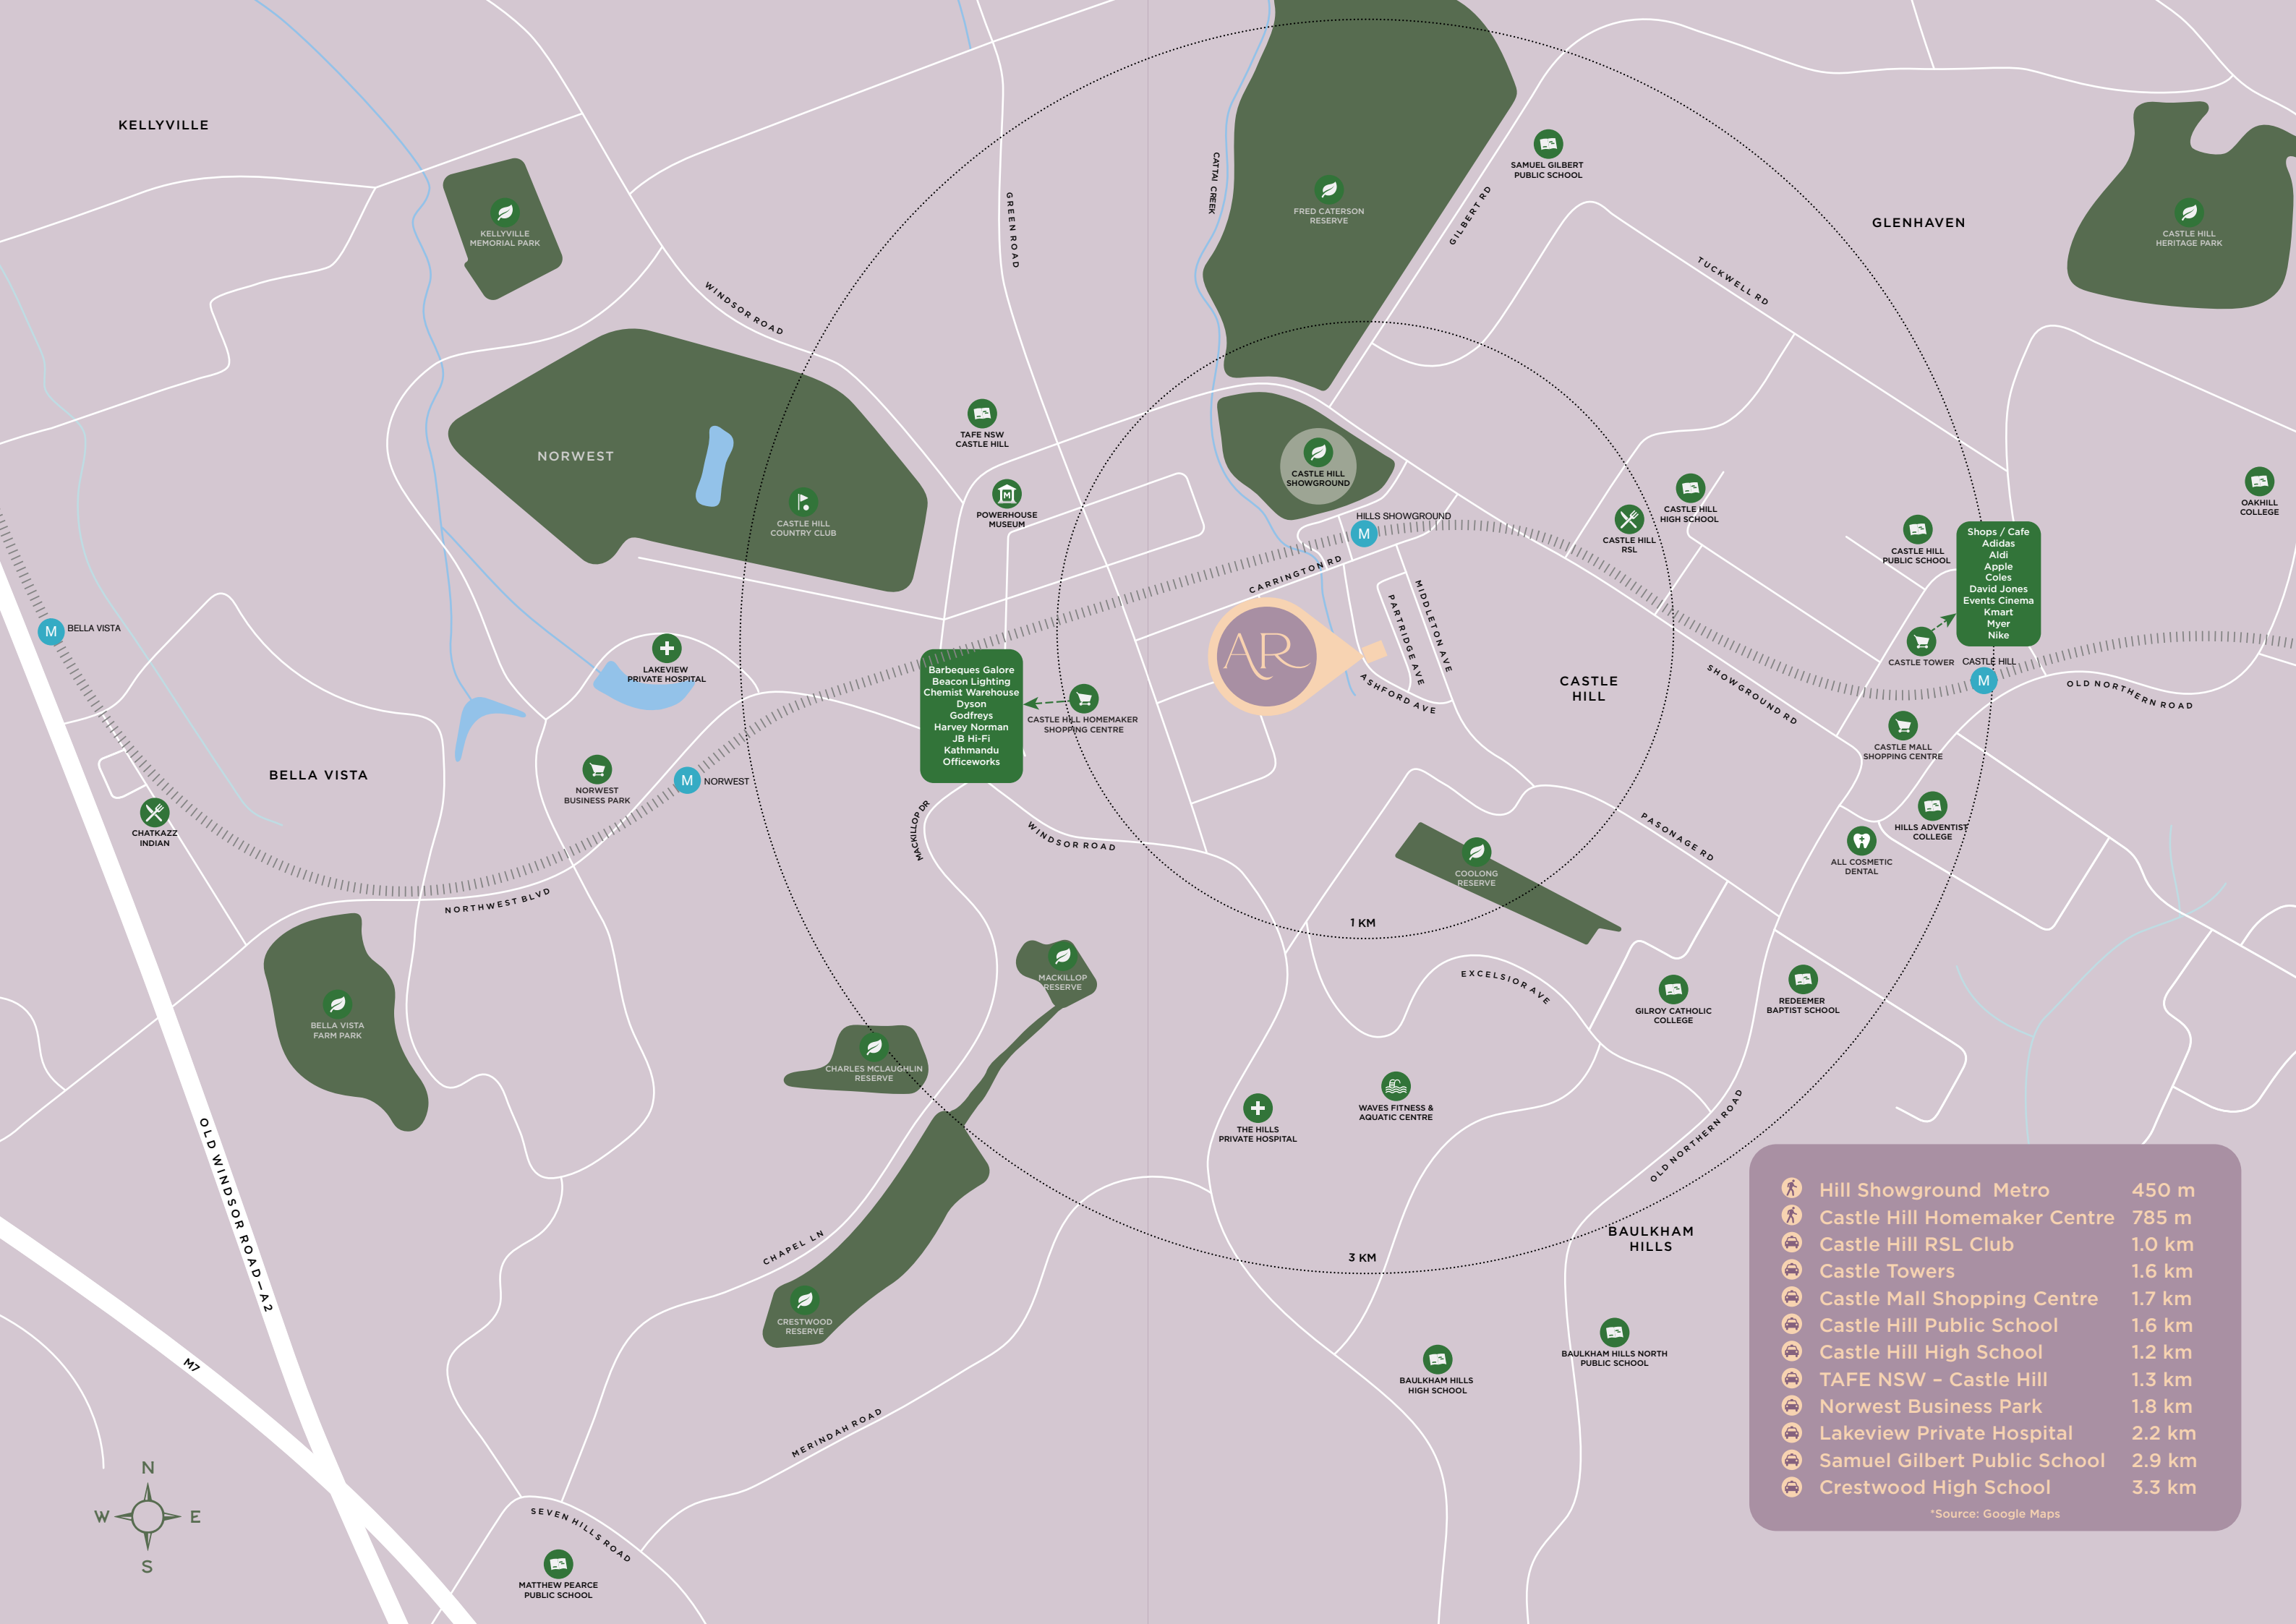 KELLYVILLE
KELLYVILLE
MEMORIAL PARK
WINDSOR ROAD
GREEN ROAD
CATTAI CREEK
FRED CATERSON
RESERVE
GILBERT RD
SAMUEL GILBERT
PUBLIC SCHOOL
GLENHAVEN
TUCKWELL RD
CASTLE HILL
HERITAGE PARK
NORWEST
CASTLE HILL
COUNTRY CLUB
TAFE NSW
CASTLE HILL
POWERHOUSE
MUSEUM
CASTLE HILL
SHOWGROUND
M
HILLS SHOWGROUND
CARRINGTON RD
CASTLE HILL
RSL
CASTLE HILL
HIGH SCHOOL
CASTLE HILL
PUBLIC SCHOOL
OAKHILL
COLLEGE
Shops / Cafe
Adidas
Aldi
Apple
Coles
David Jones
Events Cinema
Kmart
Myer
Nike
CASTLE TOWER
CASTLE HILL
M
OLD NORTHERN ROAD
M
BELLA VISTA
LAKEVIEW
PRIVATE HOSPITAL
Barbeques Galore
Beacon Lighting
Chemist Warehouse
Dyson
Godfreys
Harvey Norman
JB Hi-Fi
Kathmandu
Officeworks
CASTLE HILL HOMEMAKER
SHOPPING CENTRE
AR
PARTRIDGE AVE
MIDDLETON AVE
ASHFORD AVE
CASTLE
HILL
SHOWGROUND RD
CASTLE MALL
SHOPPING CENTRE
BELLA VISTA
NORWEST
BUSINESS PARK
M
NORWEST
CHATKAZZ
INDIAN
MACKILLOP DR
WINDSOR ROAD
PASONAGE RD
HILLS ADVENTIST
COLLEGE
ALL COSMETIC
DENTAL
COOLONG
RESERVE
NORTHWEST BLVD
1 KM
MACKILLOP
RESERVE
EXCELSIOR AVE
GILROY CATHOLIC
COLLEGE
REDEEMER
BAPTIST SCHOOL
BELLA VISTA
FARM PARK
CHARLES MCLAUGHLIN
RESERVE
WAVES FITNESS &
AQUATIC CENTRE
THE HILLS
PRIVATE HOSPITAL
OLD NORTHERN ROAD
OLD WINDSOR ROAD—A2
CHAPEL LN
3 KM
BAULKHAM
HILLS
CRESTWOOD
RESERVE
M7
BAULKHAM HILLS
HIGH SCHOOL
BAULKHAM HILLS NORTH
PUBLIC SCHOOL
MERINDAH ROAD
SEVEN HILLS ROAD
MATTHEW PEARCE
PUBLIC SCHOOL
N
W E
S
Hill Showground Metro 450 m
Castle Hill Homemaker Centre 785 m
Castle Hill RSL Club 1.0 km
Castle Towers 1.6 km
Castle Mall Shopping Centre 1.7 km
Castle Hill Public School 1.6 km
Castle Hill High School 1.2 km
TAFE NSW – Castle Hill 1.3 km
Norwest Business Park 1.8 km
Lakeview Private Hospital 2.2 km
Samuel Gilbert Public School 2.9 km
Crestwood High School 3.3 km
*Source: Google Maps